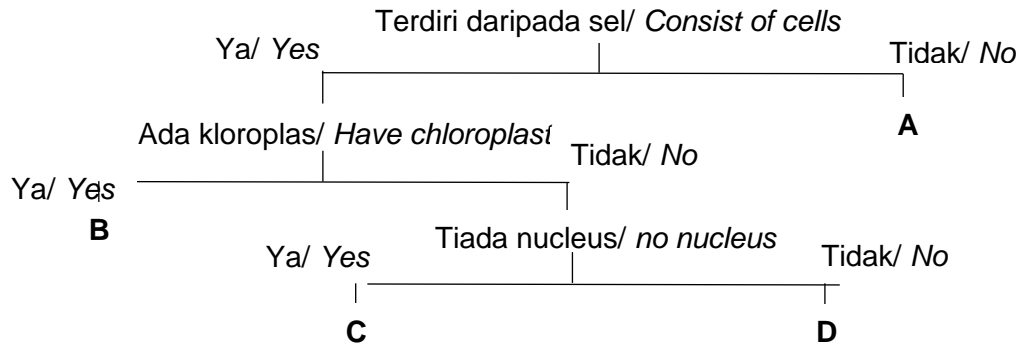 Terdiri daripada sel/ Consist of cells
Ya/ Yes
Tidak/ No
A
Ada kloroplas/ Have chloroplast
Tidak/ No
Ya/ Yes
B
Tiada nucleus/ no nucleus
Ya/ Yes
Tidak/ No
C
D